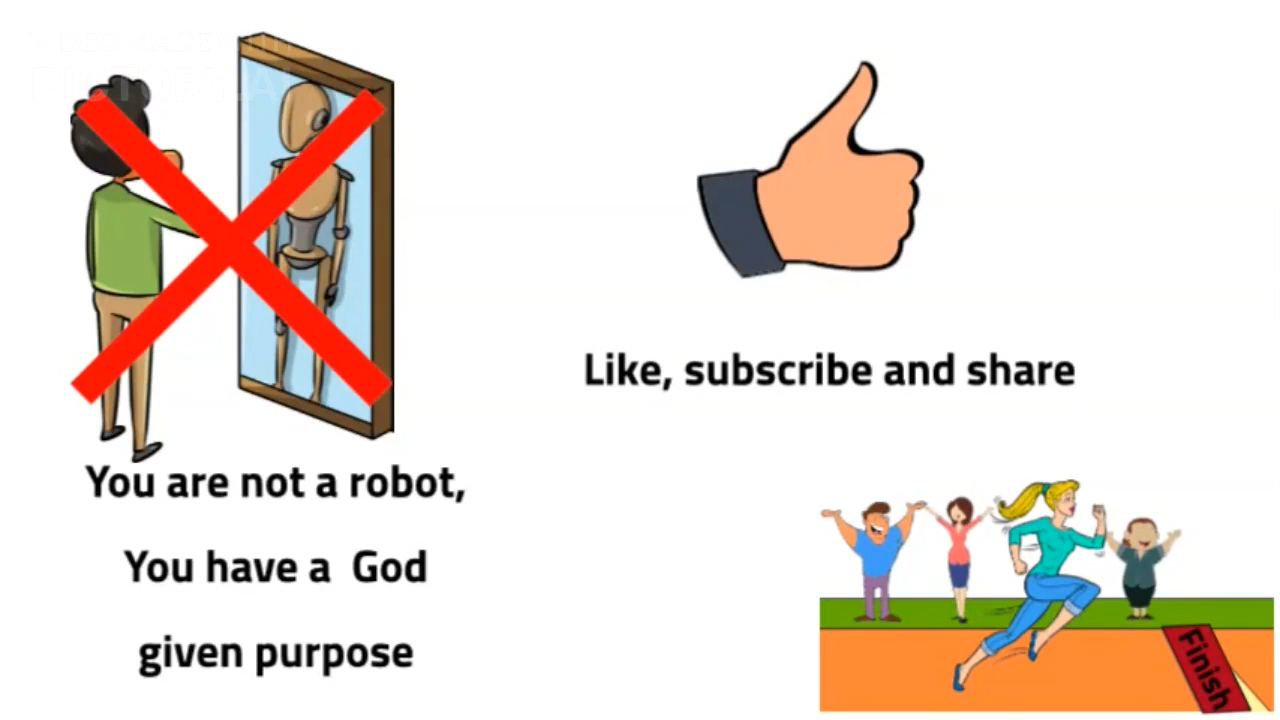 You are not a robot,
You have a God
given purpose
Like, subscribe and share
Finish